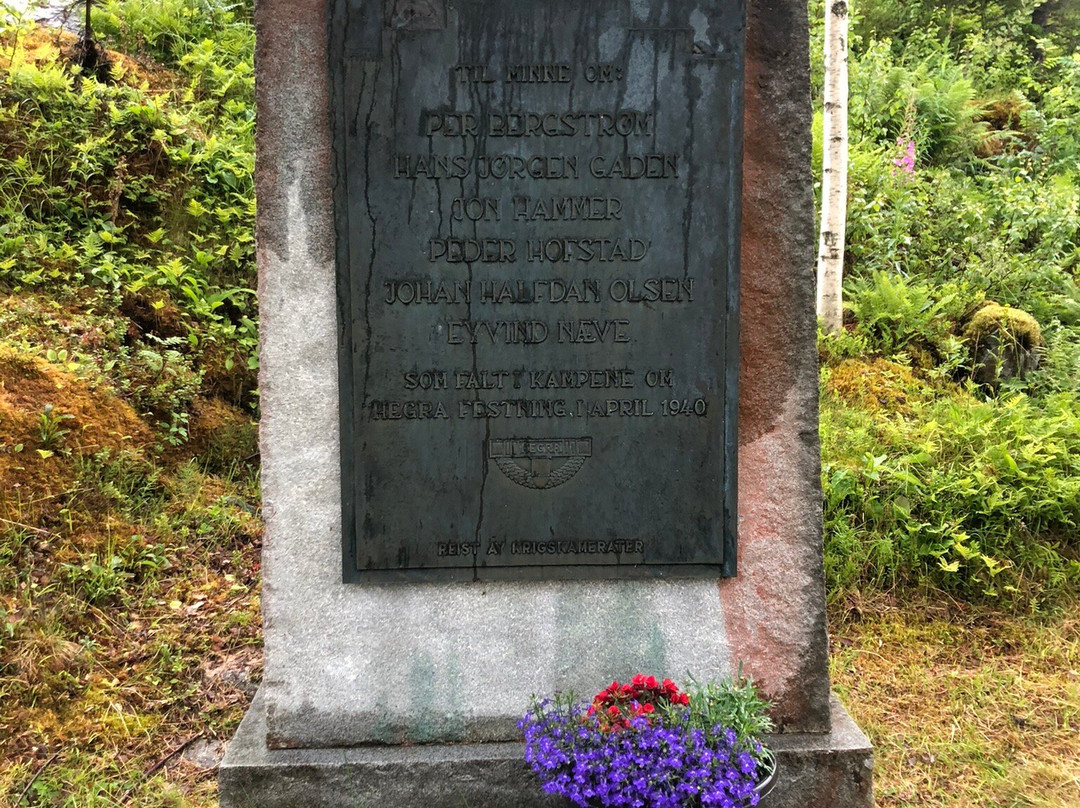 TIL MINNE OM:
PER BERGSTRØM
HANS JØRGEN GADEN
JON HAMMER
PEDER HOFSTAD
JOHAN HALFDAN OLSEN
EYVIND NÆVE
SOM FALT I KAMPENE OM
HEGRA FESTNING, I APRIL 1940
HEGRA
REIST AV KRIGSKAMERATER